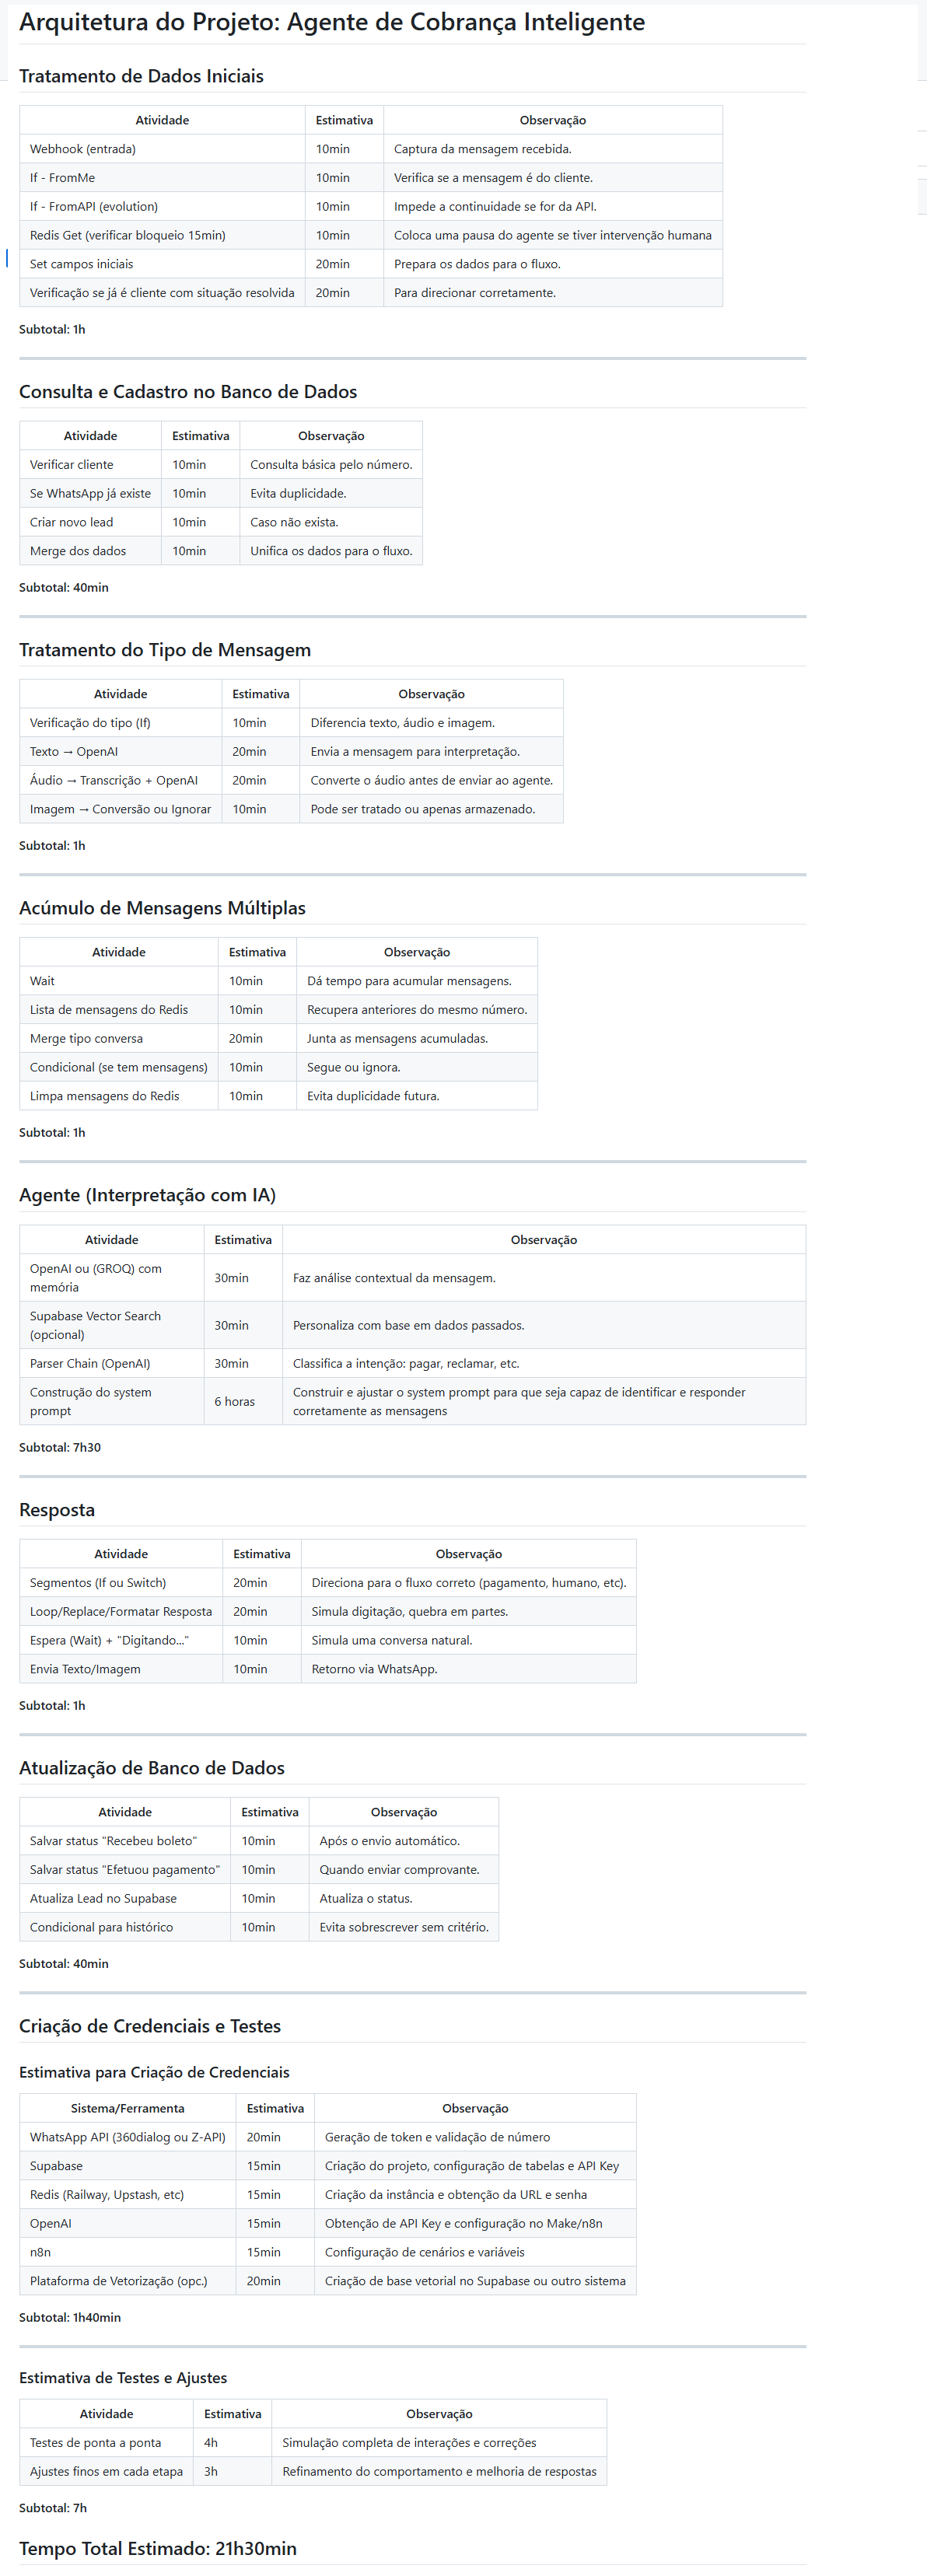 Arquitetura do Projeto: Agente de Cobrança Inteligente
Tratamento de Dados Iniciais
Atividade Estimativa Observação
Webhook (entrada) 10min Captura da mensagem recebida.
If - FromMe 10min Verifica se a mensagem é do cliente.
If - FromAPI (evolution) 10min Impede a continuidade se for da API.
Redis Get (verificar bloqueio 15min) 10min Coloca uma pausa do agente se tiver intervenção humana
Set campos iniciais 20min Prepara os dados para o fluxo.
Verificação se já é cliente com situação resolvida 20min Para direcionar corretamente.
Subtotal: 1h
Consulta e Cadastro no Banco de Dados
Atividade Estimativa Observação
Verificar cliente 10min Consulta básica pelo número.
Se WhatsApp já existe 10min Evita duplicidade.
Criar novo lead 10min Caso não exista.
Merge dos dados 10min Unifica os dados para o fluxo.
Subtotal: 40min
Tratamento do Tipo de Mensagem
Atividade Estimativa Observação
Verificação do tipo (If) 10min Diferencia texto, áudio e imagem.
Texto → OpenAI 20min Envia a mensagem para interpretação.
Áudio → Transcrição + OpenAI 20min Converte o áudio antes de enviar ao agente.
Imagem → Conversão ou Ignorar 10min Pode ser tratado ou apenas armazenado.
Subtotal: 1h
Acúmulo de Mensagens Múltiplas
Atividade Estimativa Observação
Wait 10min Dá tempo para acumular mensagens.
Lista de mensagens do Redis 10min Recupera anteriores do mesmo número.
Merge tipo conversa 20min Junta as mensagens acumuladas.
Condicional (se tem mensagens) 10min Segue ou ignora.
Limpa mensagens do Redis 10min Evita duplicidade futura.
Subtotal: 1h
Agente (Interpretação com IA)
Atividade Estimativa Observação
OpenAI ou (GROQ) com
memória 30min Faz análise contextual da mensagem.
Supabase Vector Search
(opcional) 30min Personaliza com base em dados passados.
Parser Chain (OpenAI) 30min Classifica a intenção: pagar, reclamar, etc.
Construção do system
prompt 6 horas Construir e ajustar o system prompt para que seja capaz de identificar e responder
corretamente as mensagens
Subtotal: 7h30
Resposta
Atividade Estimativa Observação
Segmentos (If ou Switch) 20min Direciona para o fluxo correto (pagamento, humano, etc).
Loop/Replace/Formatar Resposta 20min Simula digitação, quebra em partes.
Espera (Wait) + "Digitando..." 10min Simula uma conversa natural.
Envia Texto/Imagem 10min Retorno via WhatsApp.
Subtotal: 1h
Atualização de Banco de Dados
Atividade Estimativa Observação
Salvar status "Recebeu boleto" 10min Após o envio automático.
Salvar status "Efetuou pagamento" 10min Quando enviar comprovante.
Atualiza Lead no Supabase 10min Atualiza o status.
Condicional para histórico 10min Evita sobrescrever sem critério.
Subtotal: 40min
Criação de Credenciais e Testes
Estimativa para Criação de Credenciais
Sistema/Ferramenta Estimativa Observação
WhatsApp API (360dialog ou Z-API) 20min Geração de token e validação de número
Supabase 15min Criação do projeto, configuração de tabelas e API Key
Redis (Railway, Upstash, etc) 15min Criação da instância e obtenção da URL e senha
OpenAI 15min Obtenção de API Key e configuração no Make/n8n
n8n 15min Configuração de cenários e variáveis
Plataforma de Vetorização (opc.) 20min Criação de base vetorial no Supabase ou outro sistema
Subtotal: 1h40min
Estimativa de Testes e Ajustes
Atividade Estimativa Observação
Testes de ponta a ponta 4h Simulação completa de interações e correções
Ajustes finos em cada etapa 3h Refinamento do comportamento e melhoria de respostas
Subtotal: 7h
Tempo Total Estimado: 21h30min